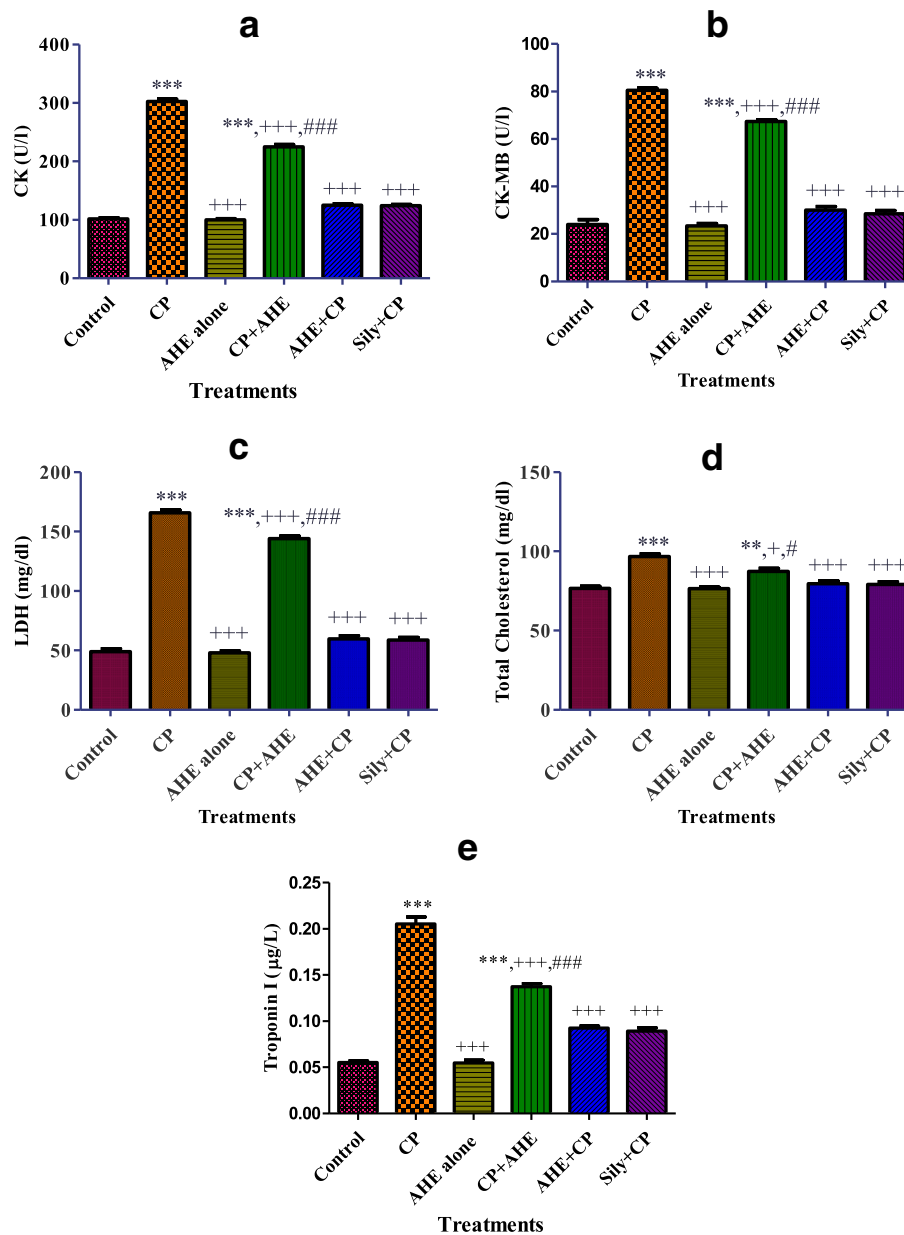 a
CK (U/l)
400
300
200
100
0
***
+++
***,+++,###
+++
+++
Control
CP
AHE alone
CP+AHE
AHE+CP
Sily+CP
Treatments
b
CK-MB (U/l)
100
80
60
40
20
0
***
+++
***,+++,###
+++
+++
Control
CP
AHE alone
CP+AHE
AHE+CP
Sily+CP
Treatments
c
LDH (mg/dl)
200
150
100
50
0
***
+++
***,+++,###
+++
+++
Control
CP
AHE alone
CP+AHE
AHE+CP
Sily+CP
Treatments
d
Total Cholesterol (mg/dl)
150
100
50
0
***
+++
**,+,#
+++
+++
Control
CP
AHE alone
CP+AHE
AHE+CP
Sily+CP
Treatments
e
Troponin I (µg/L)
0.25
0.20
0.15
0.10
0.05
0.00
***
+++
***,+++,###
+++
+++
Control
CP
AHE alone
CP+AHE
AHE+CP
Sily+CP
Treatments